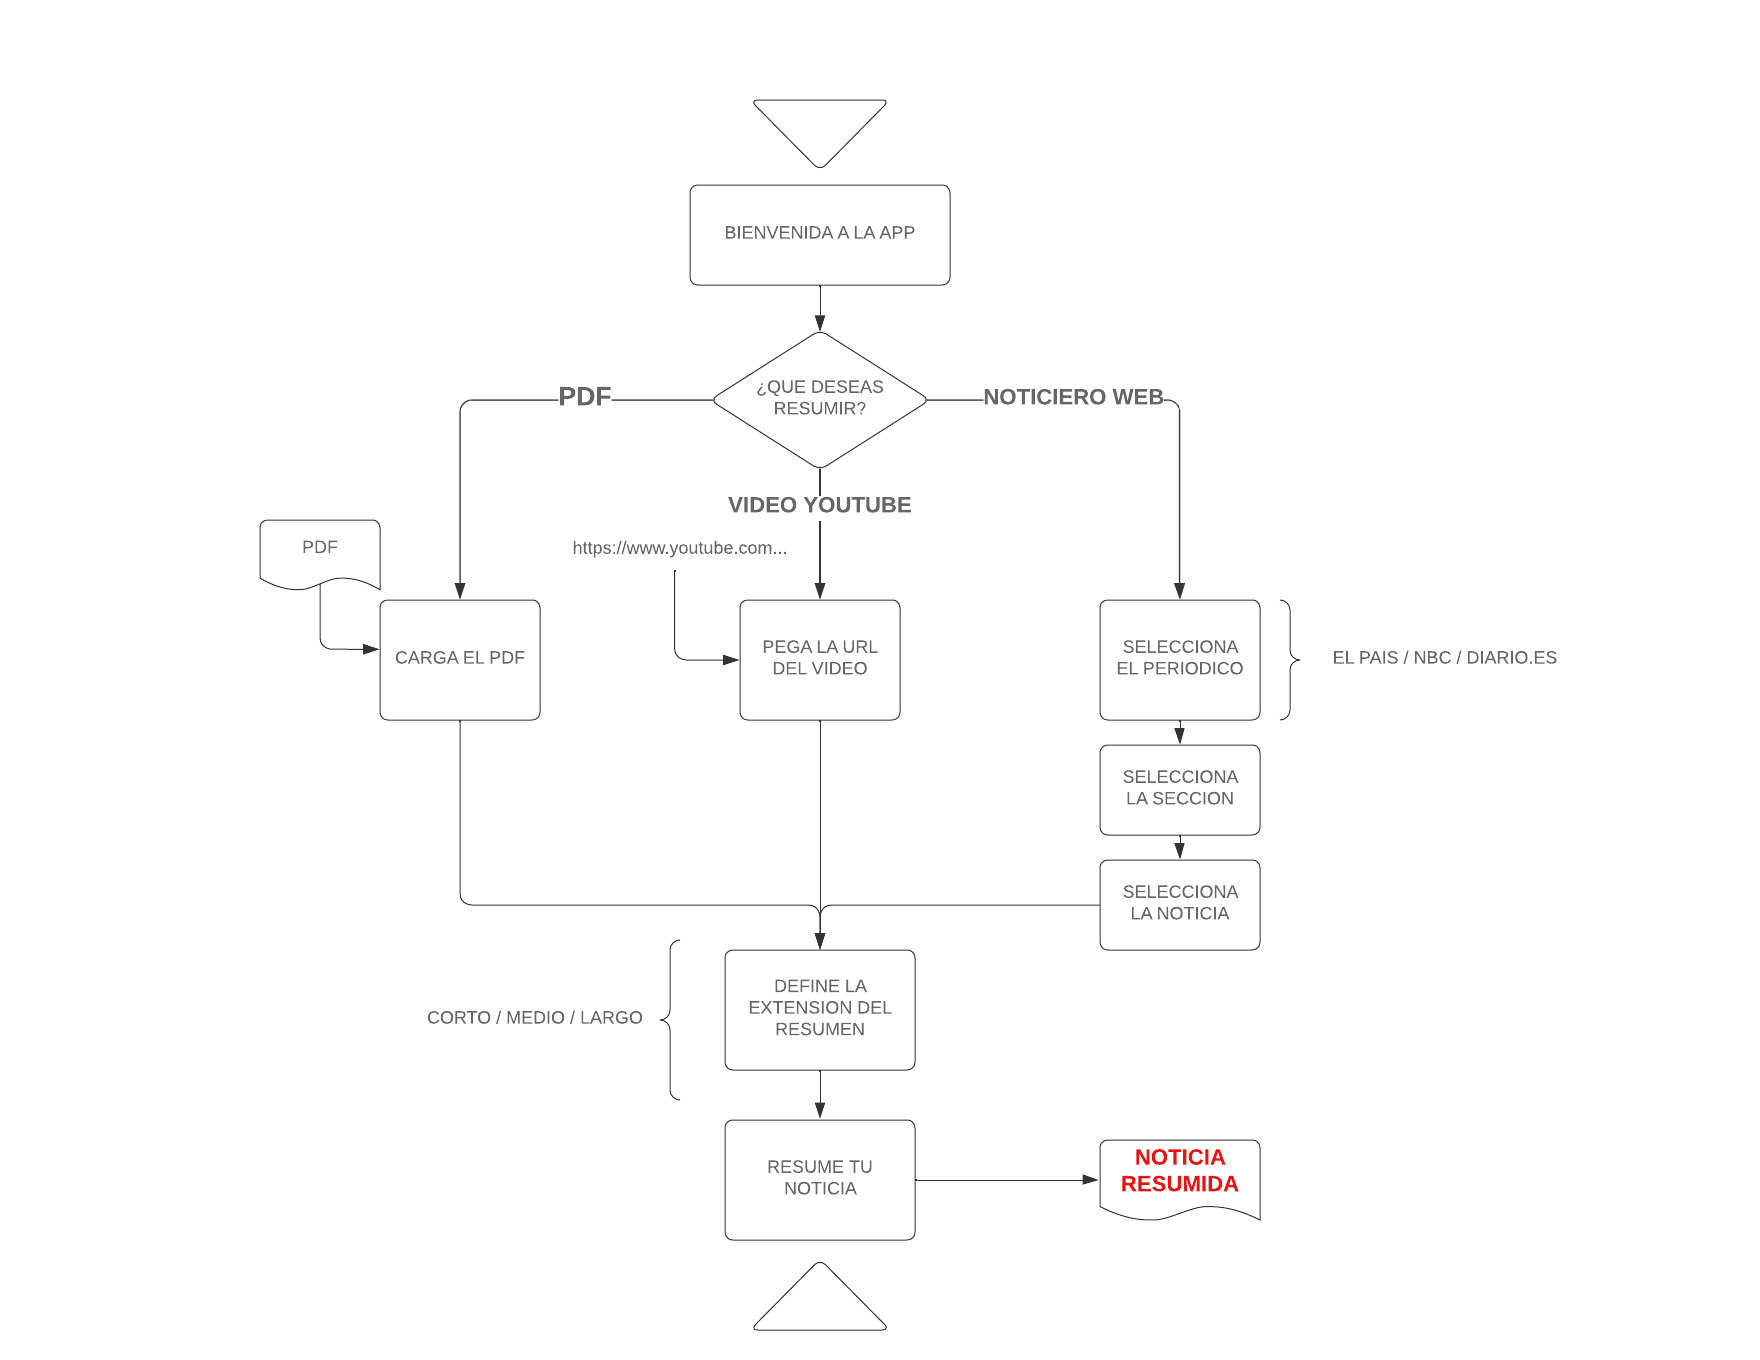 BIENVENIDA A LA APP
¿QUE DESEAS
RESUMIR?
PDF
NOTICIERO WEB
VIDEO YOUTUBE
PDF
https://www.youtube.com...
CARGA EL PDF
PEGA LA URL
DEL VIDEO
SELECCIONA
EL PERIODICO
EL PAIS / NBC / DIARIO.ES
SELECCIONA
LA SECCION
SELECCIONA
LA NOTICIA
DEFINE LA
EXTENSION DEL
RESUMEN
CORTO / MEDIO / LARGO
RESUME TU
NOTICIA
NOTICIA
RESUMIDA